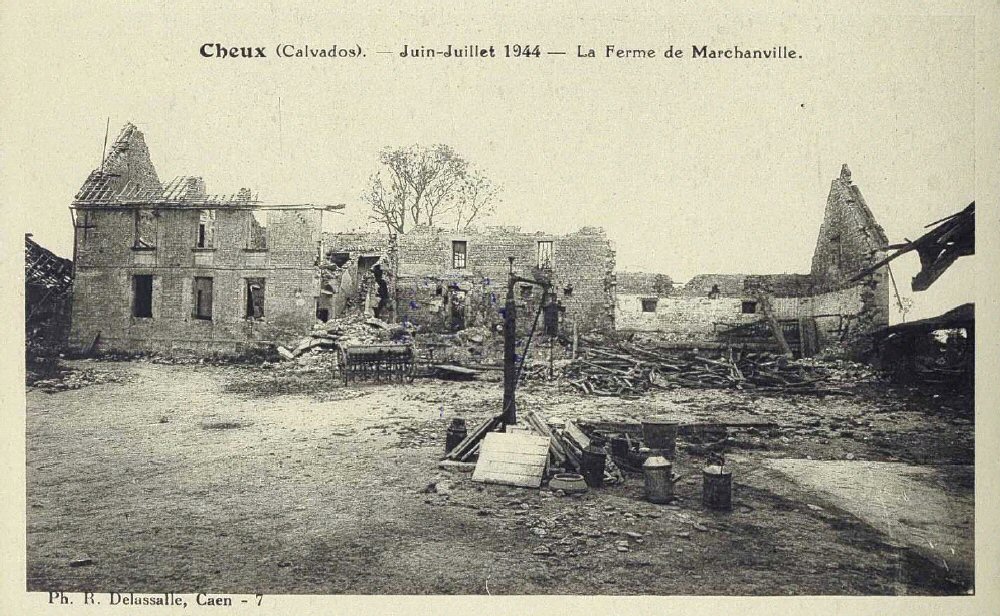 Cheux (Calvados). — Juin-Juillet 1944 — La Ferme de Marchanville.
Ph. R. Delassalle, Caen - 7